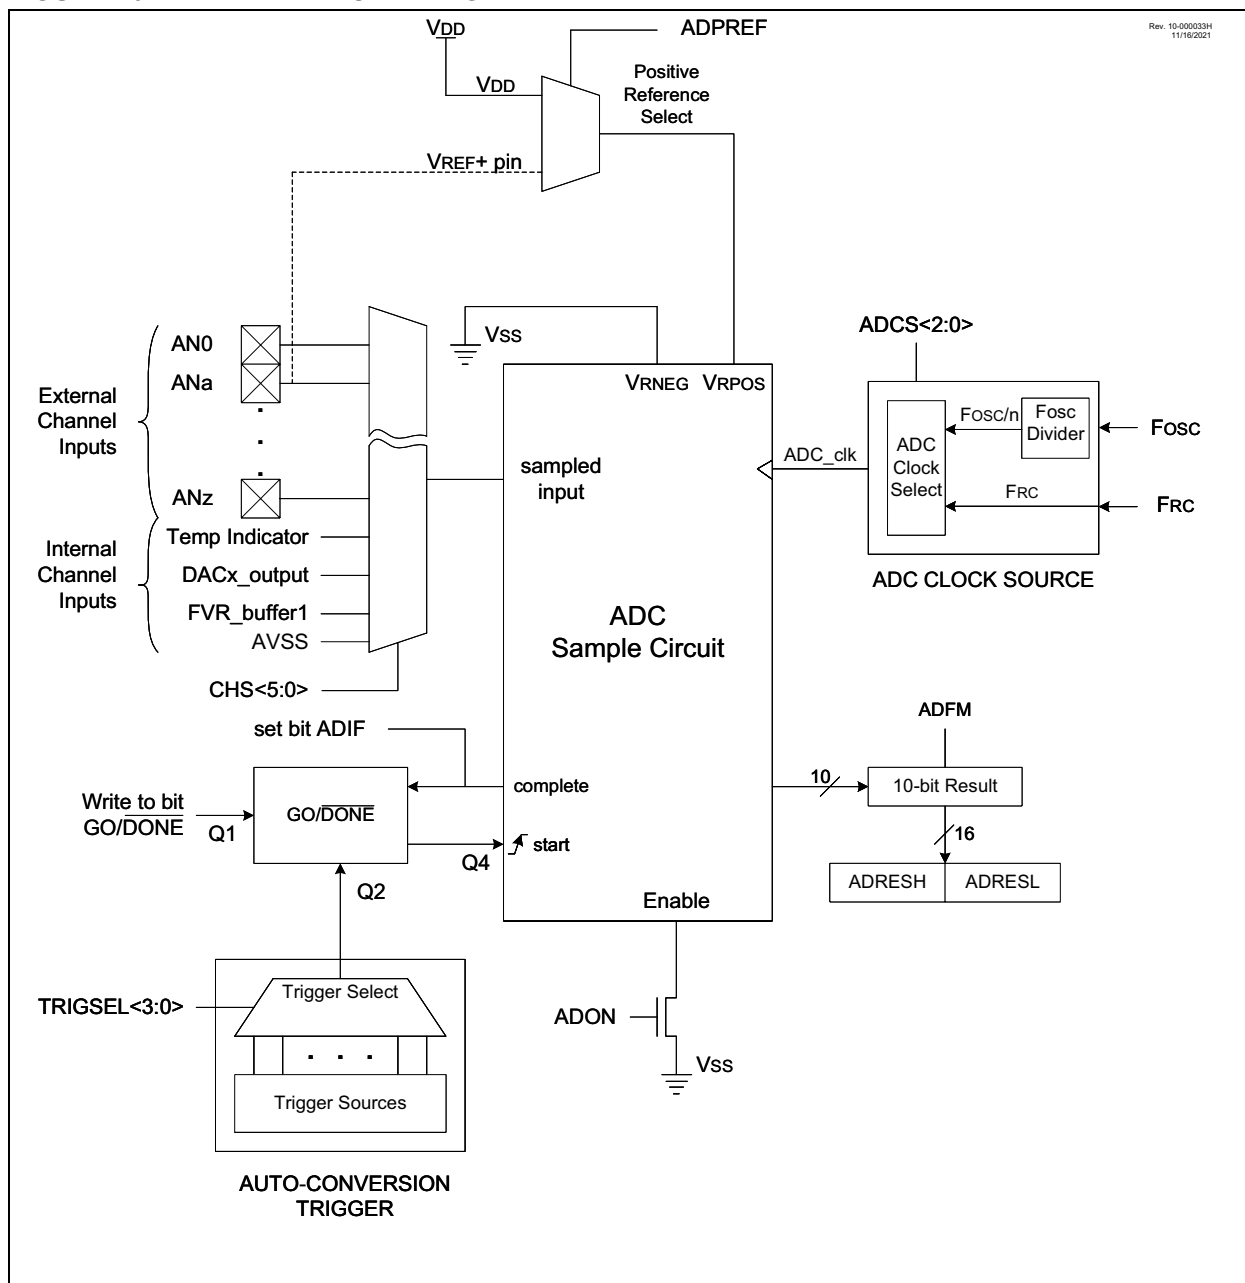 Rev. 10-000033H
11/16/2021
VDD
ADPREF
VDD
Positive
Reference
Select
VREF+ pin
VSS
ADCS<2:0>
AN0
ANa
External
Channel
Inputs
ANz
VRNEG
VRPOS
FOSC/n
Fosc
Divider
FOSC
ADC
Clock
Select
ADC_clk
FRC
FRC
ADC CLOCK SOURCE
sampled
input
Internal
Channel
Inputs
Temp Indicator
DACx_output
FVR_buffer1
AVSS
ADC
Sample Circuit
CHS<5:0>
set bit ADIF
ADFM
complete
10
10-bit Result
Write to bit
GO/DONE
Q1
GO/DONE
Q4
start
16
ADRESH
ADRESL
Q2
Enable
TRIGSEL<3:0>
Trigger Select
. . .
Trigger Sources
ADON
VSS
AUTO-CONVERSION
TRIGGER